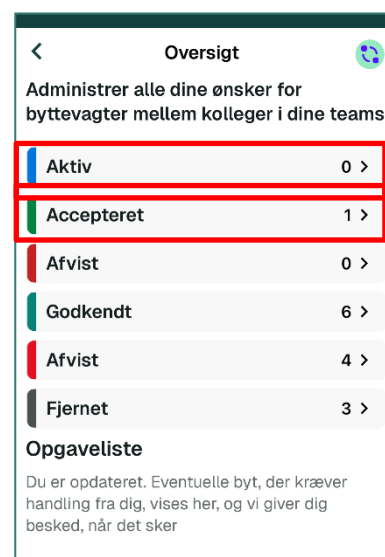 Oversigt
Administrer alle dine ønsker for
byttevagter mellem kolleger i dine teams
Aktiv 0
Accepteret 1
Afvist 0
Godkendt 6
Afvist 4
Fjernet 3
Opgaveliste
Du er opdateret. Eventuelle byt, der kræver
handling fra dig, vises her, og vi giver dig
besked, når det sker